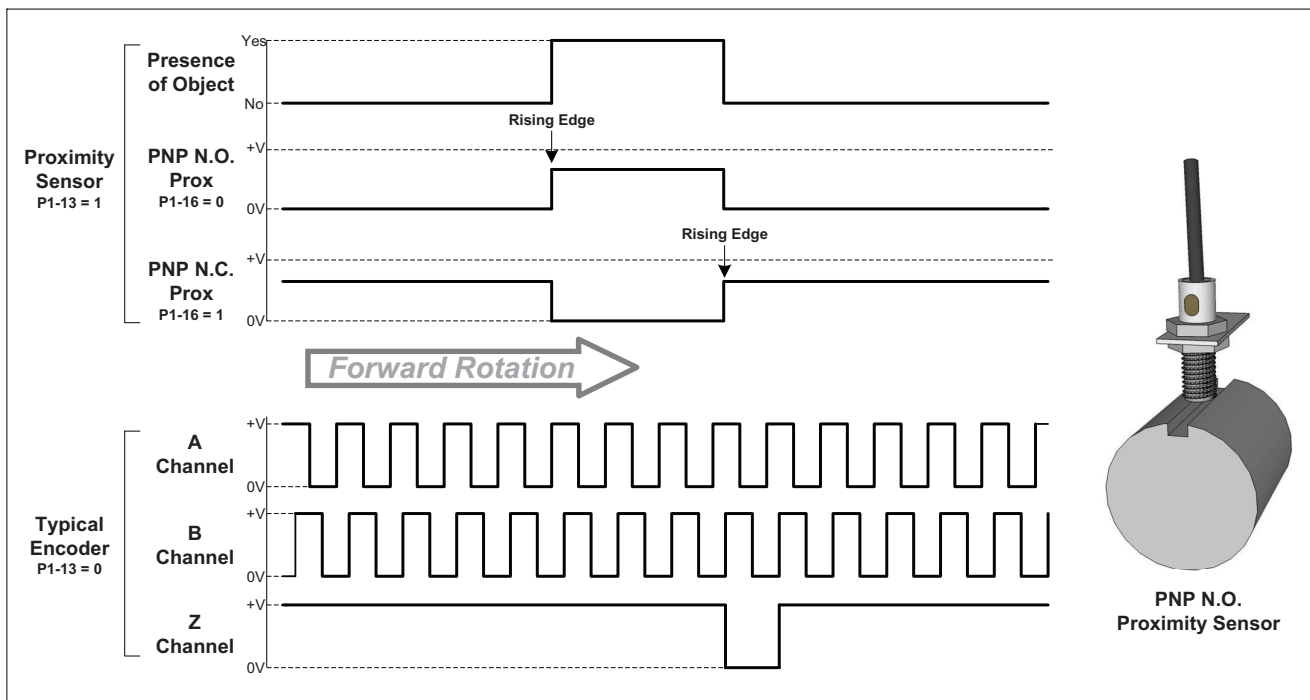 Presence
of Object
Yes
No
Rising Edge
Proximity
Sensor
P1-13 = 1
PNP N.O.
Prox
P1-16 = 0
+V
0V
Rising Edge
PNP N.C.
Prox
P1-16 = 1
+V
0V
Forward Rotation
Typical
Encoder
P1-13 = 0
A
Channel
+V
0V
B
Channel
+V
0V
Z
Channel
+V
0V
PNP N.O.
Proximity Sensor